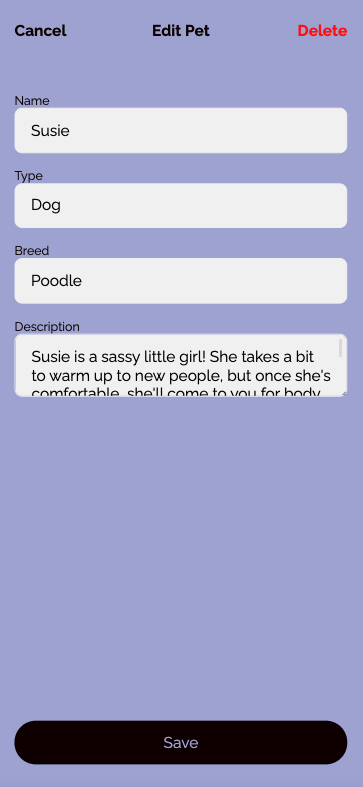 Cancel Edit Pet Delete
Name
Susie
Type
Dog
Breed
Poodle
Description
Susie is a sassy little girl! She takes a bit
to warm up to new people, but once she's
comfortable, she'll come to you for body
Save